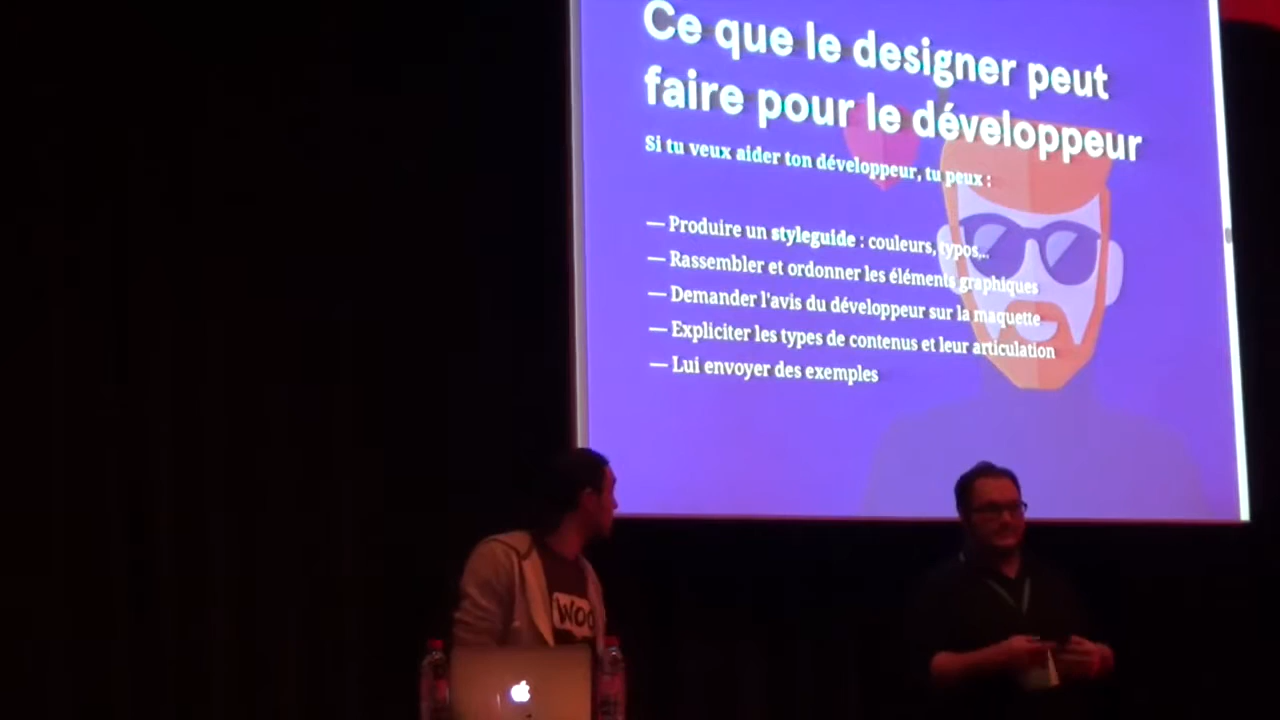 Ce que le designer peut
faire pour le développeur
Si tu veux aider ton développeur, tu peux :
— Produire un styleguide : couleurs, typos...
— Rassembler et ordonner les éléments graphiques
— Demander l'avis du développeur sur la maquette
— Expliciter les types de contenus et leur articulation
— Lui envoyer des exemples
Woo